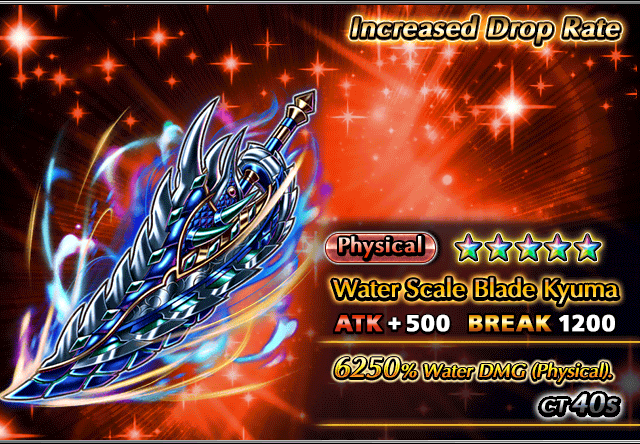 Increased Drop Rate
Physical
Water Scale Blade Kyuma
ATK +500 BREAK 1200
6250% Water DMG (Physical).
CT 40s